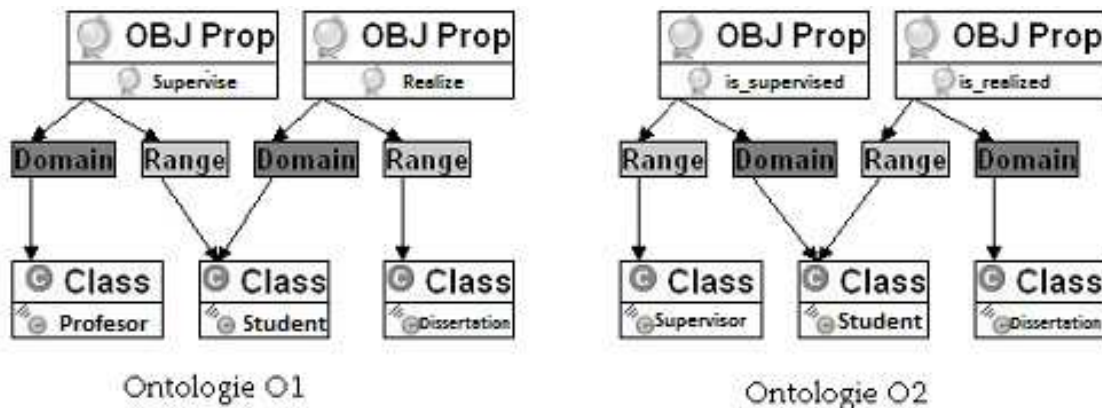 OBJ Prop OBJ Prop OBJ Prop OBJ Prop
Supervise Realize is_supervised is_realized
Domain Range Domain Range Range Domain Range Domain
C Class C Class C Class C Class C Class C Class
C Profesor C Student C Dissertation C Supervisor C Student C Dissertation
Ontologie O1 Ontologie O2